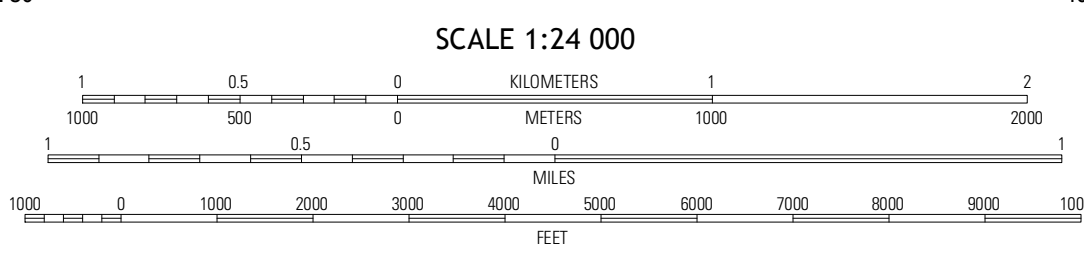 SCALE 1:24 000
1 0.5 0 KILOMETERS 1 2
1000 500 0 METERS 1000 2000
1 0.5 0 1
MILES
1000 0 1000 2000 3000 4000 5000 6000 7000 8000 9000 100
FEET